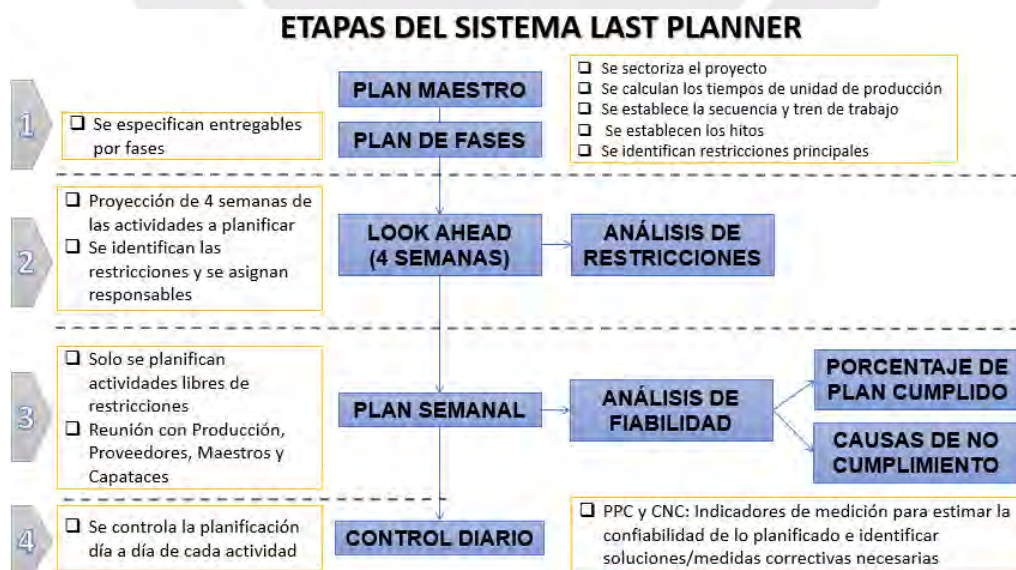 ETAPAS DEL SISTEMA LAST PLANNER
1
❑ Se especifican entregables
por fases
PLAN MAESTRO
PLAN DE FASES
❑ Se sectoriza el proyecto
❑ Se calculan los tiempos de unidad de producción
❑ Se establece la secuencia y tren de trabajo
❑ Se establecen los hitos
❑ Se identifican restricciones principales
2
❑ Proyección de 4 semanas de
las actividades a planificar
❑ Se identifican las
restricciones y se asignan
responsables
LOOK AHEAD
(4 SEMANAS)
ANÁLISIS DE
RESTRICCIONES
3
❑ Solo se planifican
actividades libres de
restricciones
❑ Reunión con Producción,
Proveedores, Maestros y
Capataces
PLAN SEMANAL
ANÁLISIS DE
FIABILIDAD
PORCENTAJE DE
PLAN CUMPLIDO
CAUSAS DE NO
CUMPLIMIENTO
4
❑ Se controla la planificación
día a día de cada actividad
CONTROL DIARIO
❑ PPC y CNC: Indicadores de medición para estimar la
confiabilidad de lo planificado e identificar
soluciones/medidas correctivas necesarias